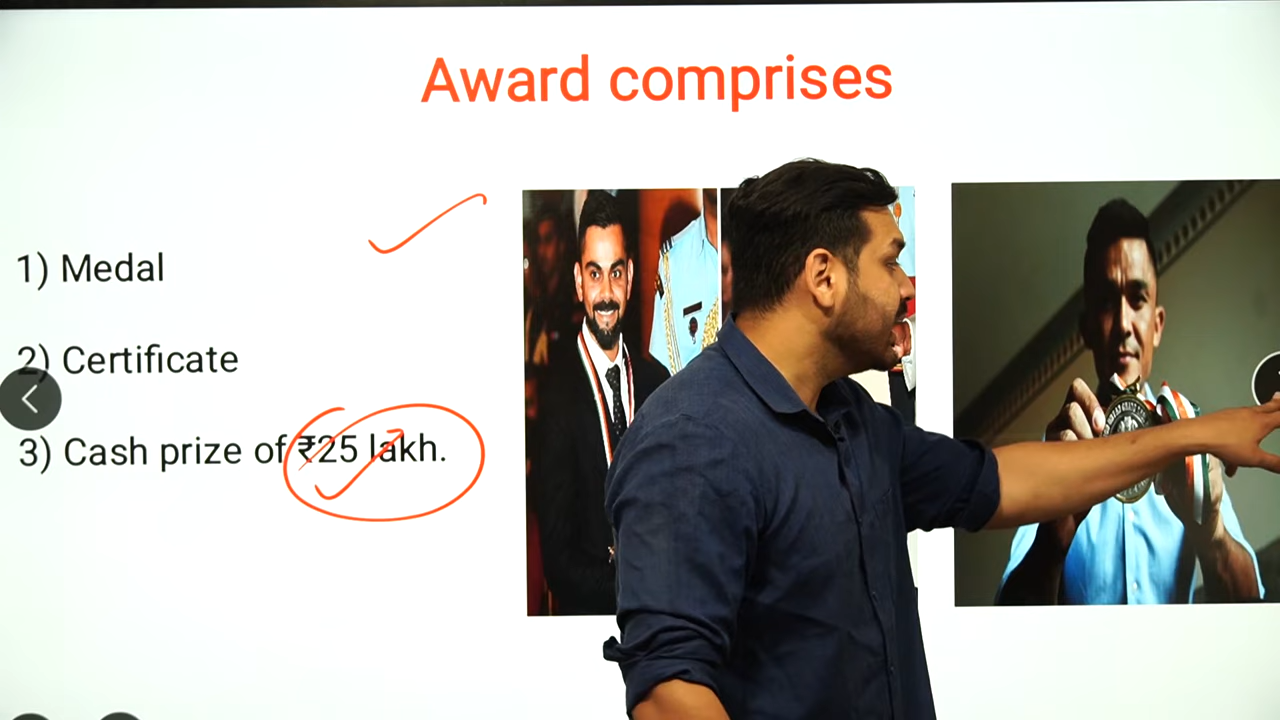 Award comprises
1) Medal
2) Certificate
3) Cash prize of ₹25 lakh.